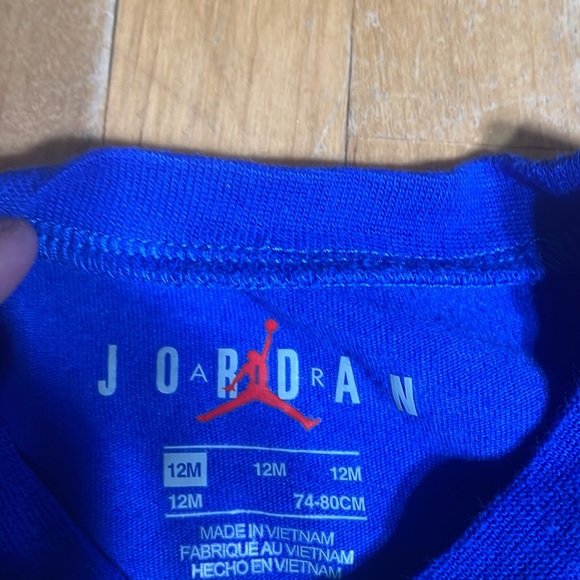 JORDAN
AIR
12M 12M 12M
12M 74-80CM
MADE IN VIETNAM
FABRIQUÉ AU VIETNAM
HECHO EN VIETNAM